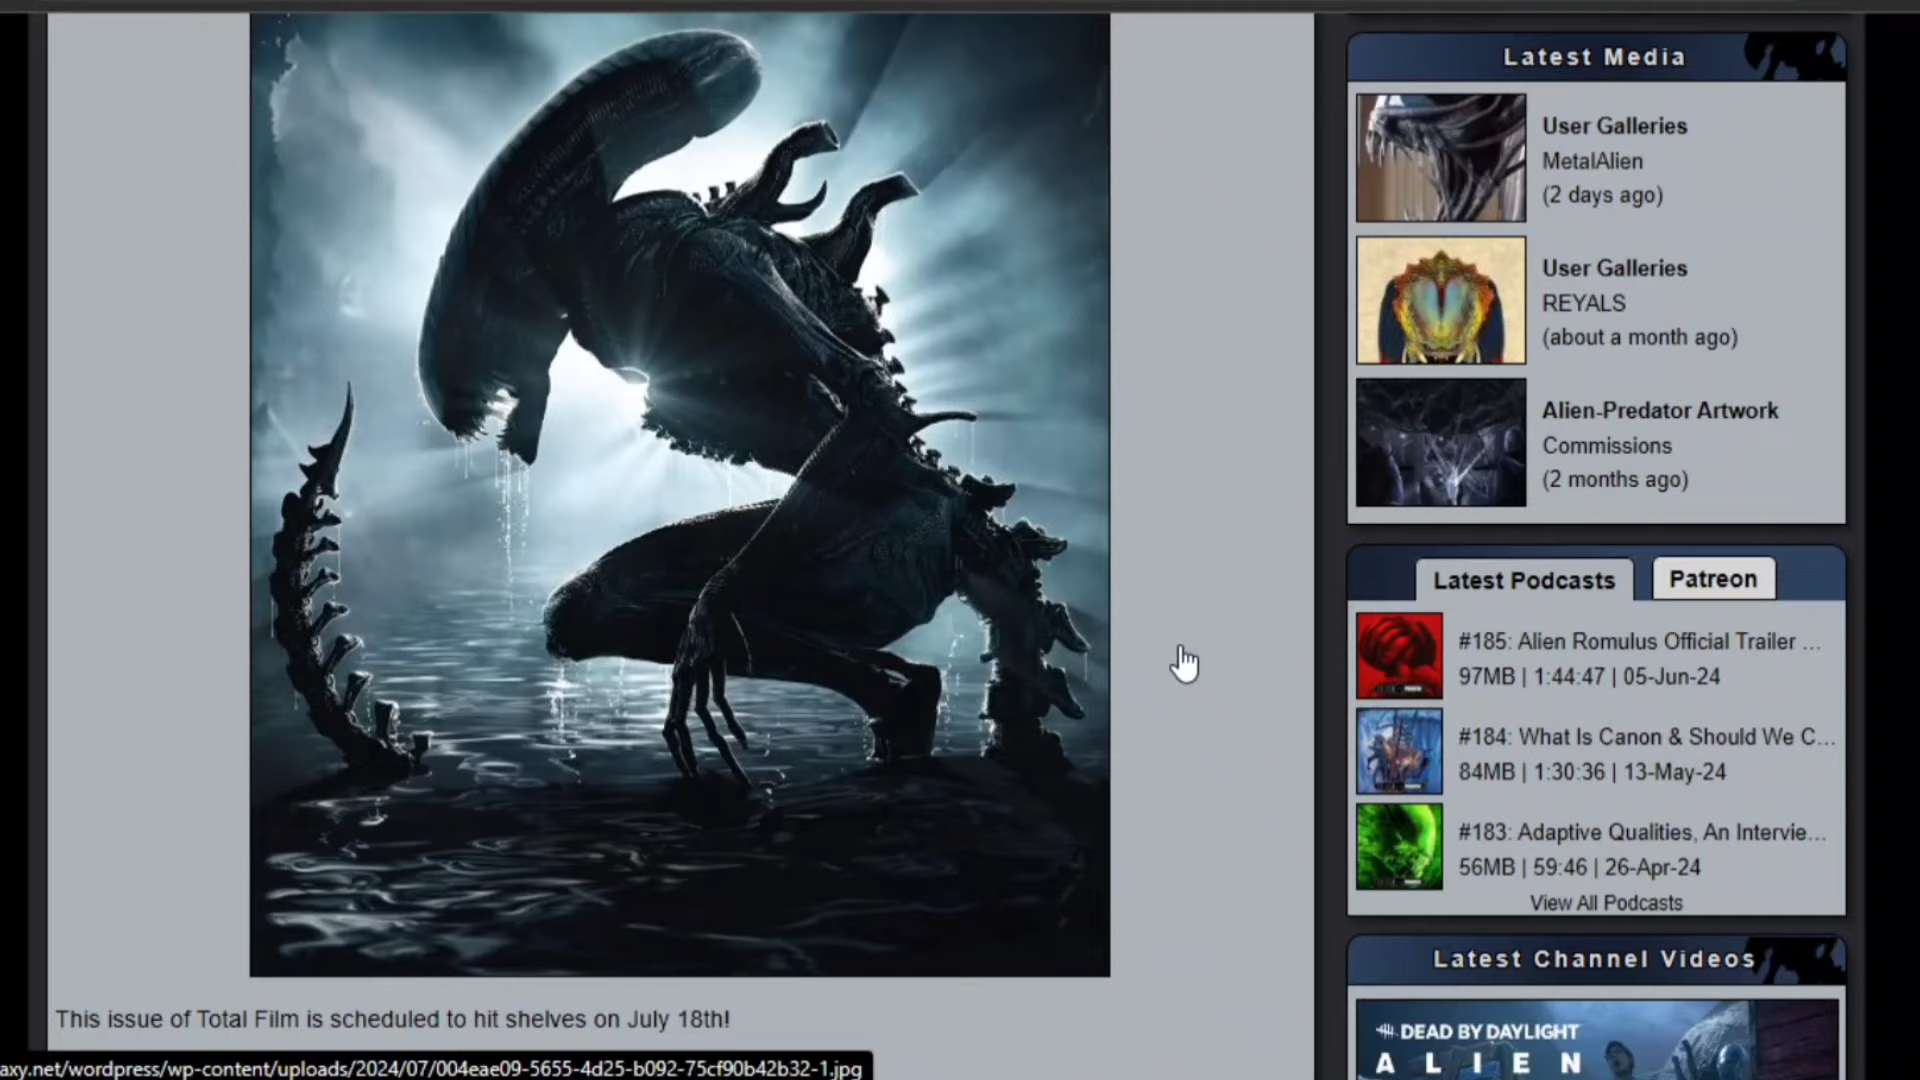 This issue of Total Film is scheduled to hit shelves on July 18th!
axy.net/wordpress/wp-content/uploads/2024/07/004eae09-5655-4d25-b092-75cf90b42b32-1.jpg
Latest Media
User Galleries
MetalAlien
(2 days ago)
User Galleries
REYALS
(about a month ago)
Alien-Predator Artwork
Commissions
(2 months ago)
Latest Podcasts
Patreon
#185: Alien Romulus Official Trailer ...
97MB | 1:44:47 | 05-Jun-24
#184: What Is Canon & Should We C...
84MB | 1:30:36 | 13-May-24
#183: Adaptive Qualities, An Intervie...
56MB | 59:46 | 26-Apr-24
View All Podcasts
Latest Channel Videos
DEAD BY DAYLIGHT
ALIEN